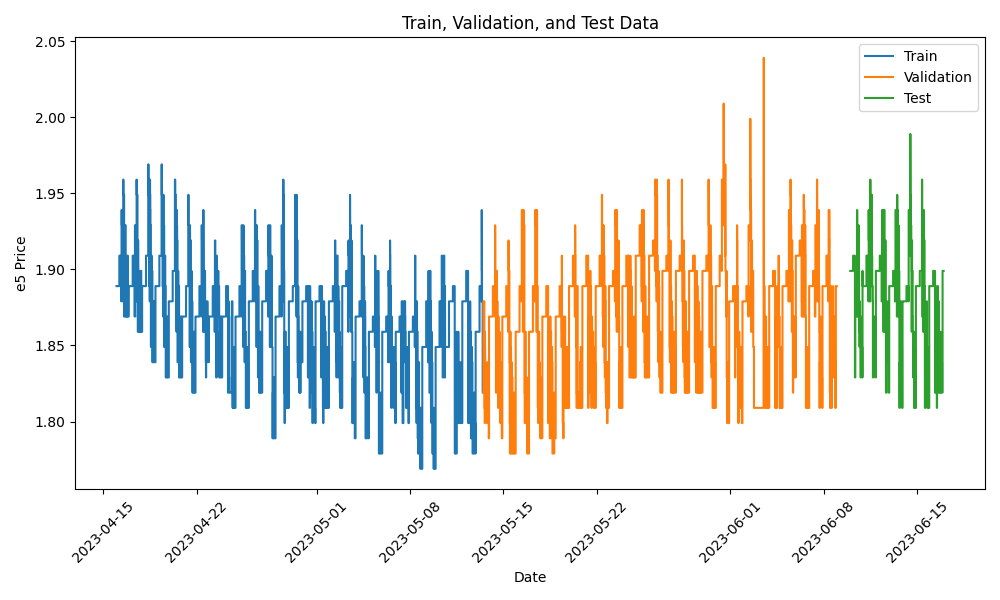 Train, Validation, and Test Data
2.05
2.00
1.95
1.90
1.85
1.80
e5 Price
Train
Validation
Test
2023-04-15
2023-04-22
2023-05-01
2023-05-08
2023-05-15
2023-05-22
2023-06-01
2023-06-08
2023-06-15
Date